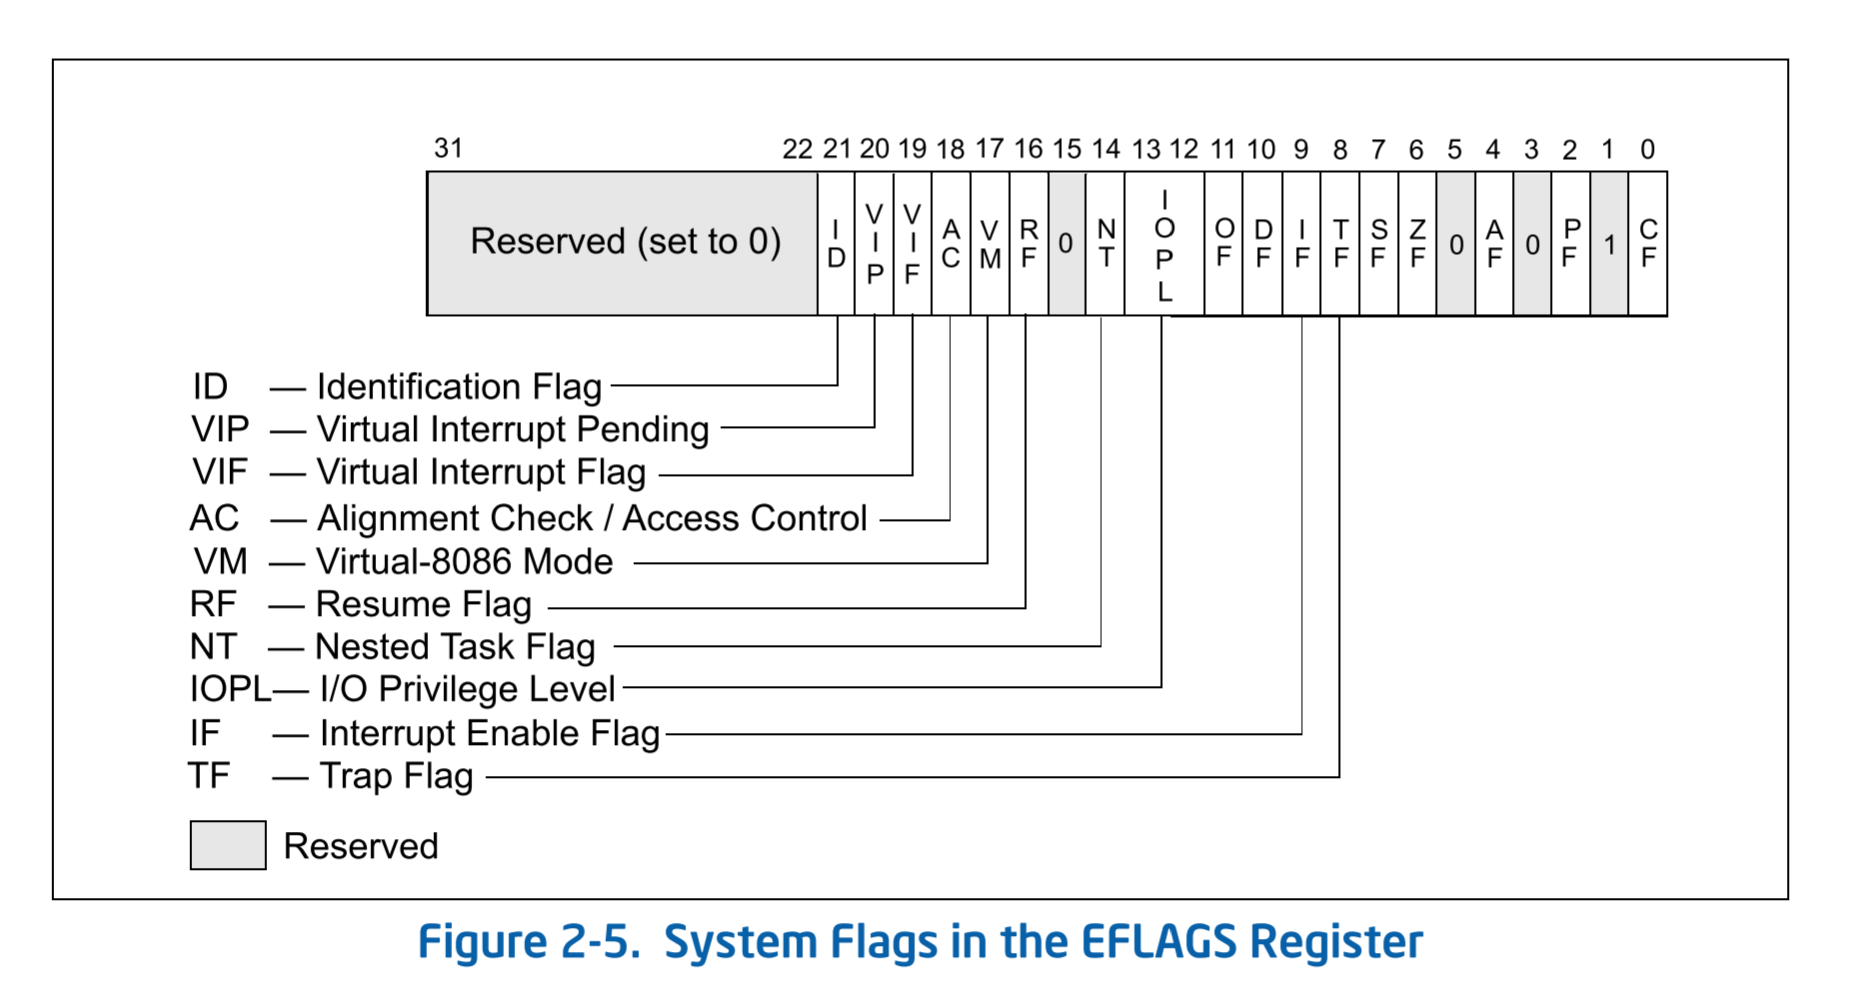 31 22 21 20 19 18 17 16 15 14 13 12 11 10 9 8 7 6 5 4 3 2 1 0
Reserved (set to 0) ID VIP VIF AC VM RF 0 NT IOPL OF DF IF TF SF ZF 0 AF 0 PF 1 CF
ID — Identification Flag
VIP — Virtual Interrupt Pending
VIF — Virtual Interrupt Flag
AC — Alignment Check / Access Control
VM — Virtual-8086 Mode
RF — Resume Flag
NT — Nested Task Flag
IOPL— I/O Privilege Level
IF — Interrupt Enable Flag
TF — Trap Flag
Reserved
Figure 2-5. System Flags in the EFLAGS Register